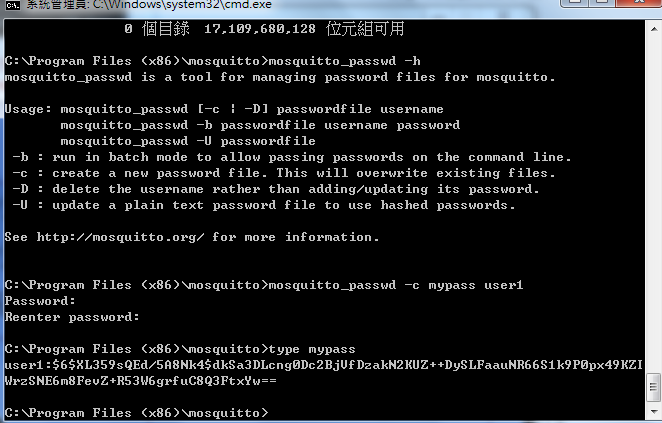 系統管理員: C:\Windows\system32\cmd.exe
0 個目錄 17,109,680,128 位元組可用
C:\Program Files (x86)\mosquitto>mosquitto_passwd -h
mosquitto_passwd is a tool for managing password files for mosquitto.
Usage: mosquitto_passwd [-c | -D] passwordfile username
mosquitto_passwd -b passwordfile username password
mosquitto_passwd -U passwordfile
-b : run in batch mode to allow passing passwords on the command line.
-c : create a new password file. This will overwrite existing files.
-D : delete the username rather than adding/updating its password.
-U : update a plain text password file to use hashed passwords.
See http://mosquitto.org/ for more information.
C:\Program Files (x86)\mosquitto>mosquitto_passwd -c mypass user1
Password:
Reenter password:
C:\Program Files (x86)\mosquitto>type mypass
user1:$6$XL359sQEd/5A8Nk4$dkSa3DLcng0Dc2BjVfDzakN2KUZ++DySLFaauNR66S1k9P0px49KZI
WrzSNE6m8FevZ+R53W6grfuC8Q3FtxYw==
C:\Program Files (x86)\mosquitto>